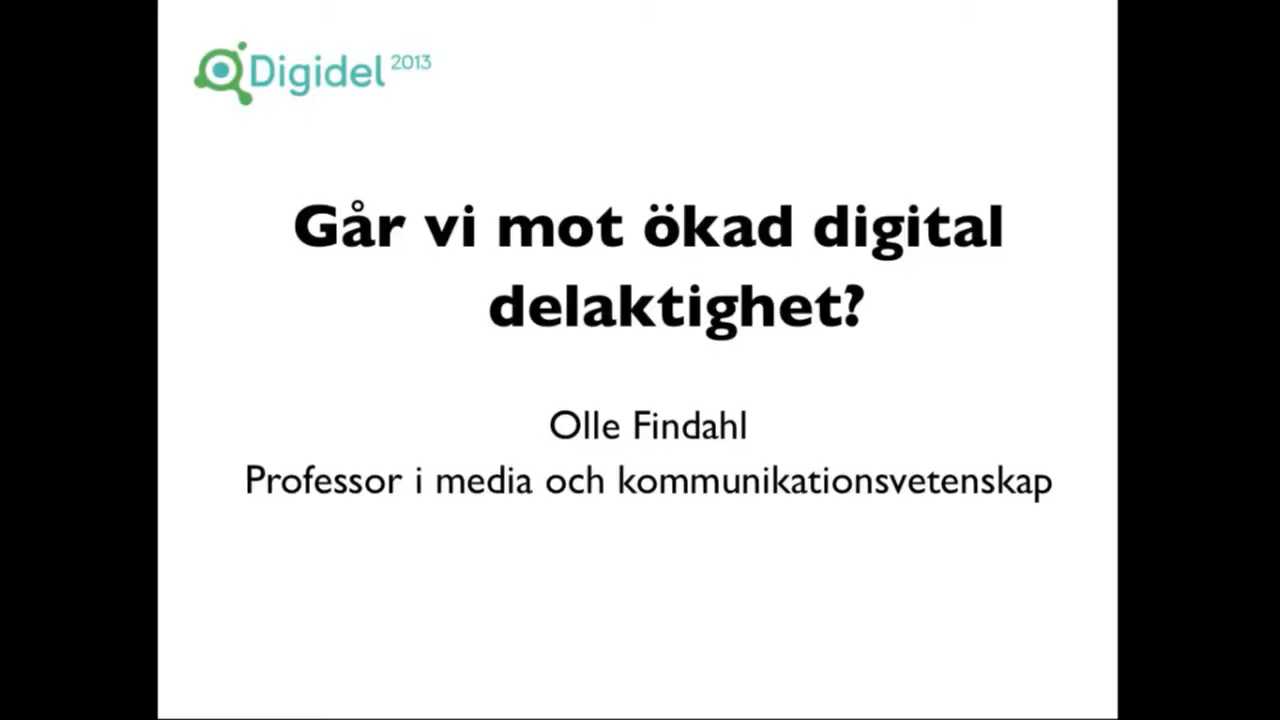 Digidel 2013
Går vi mot ökad digital
delaktighet?
Olle Findahl
Professor i media och kommunikationsvetenskap